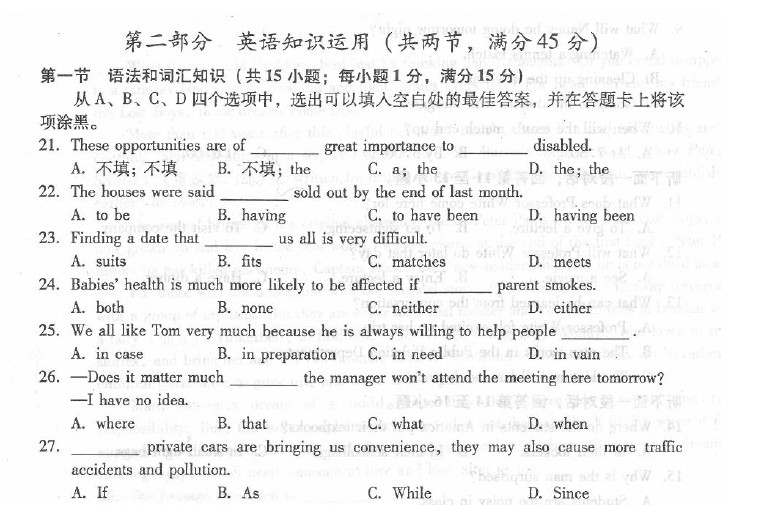 第二部分 英语知识运用（共两节，满分45分）
第一节 语法和词汇知识（共15小题；每小题1分，满分15分）
从A、B、C、D四个选项中，选出可以填入空白处的最佳答案，并在答题卡上将该
项涂黑。
21. These opportunities are of ________ great importance to ________ disabled.
A. 不填；不填 B. 不填；the C. a；the D. the；the
22. The houses were said ________ sold out by the end of last month.
A. to be B. having C. to have been D. having been
23. Finding a date that ________ us all is very difficult.
A. suits B. fits C. matches D. meets
24. Babies' health is much more likely to be affected if ________ parent smokes.
A. both B. none C. neither D. either
25. We all like Tom very much because he is always willing to help people ________ .
A. in case B. in preparation C. in need D. in vain
26. —Does it matter much ________ the manager won't attend the meeting here tomorrow?
—I have no idea.
A. where B. that C. what D. when
27. ________ private cars are bringing us convenience, they may also cause more traffic
accidents and pollution.
A. If B. As C. While D. Since